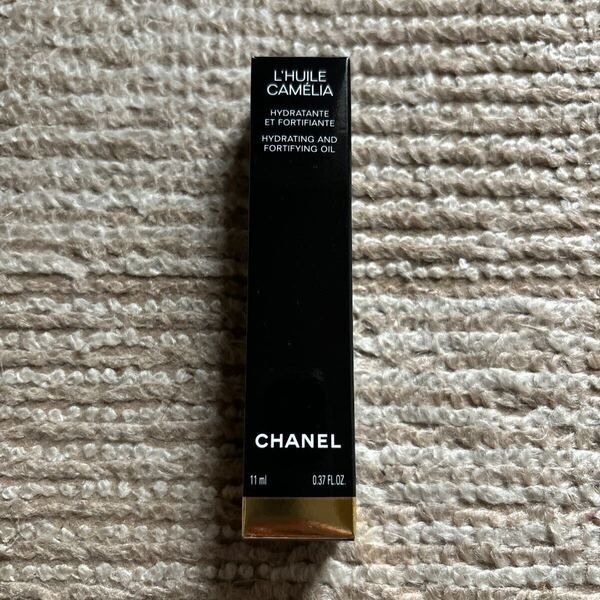 L'HUILE
CAMÉLIA
HYDRATANTE
ET FORTIFIANTE
HYDRATING AND
FORTIFYING OIL
CHANEL
11 ml 0.37 FL.OZ.